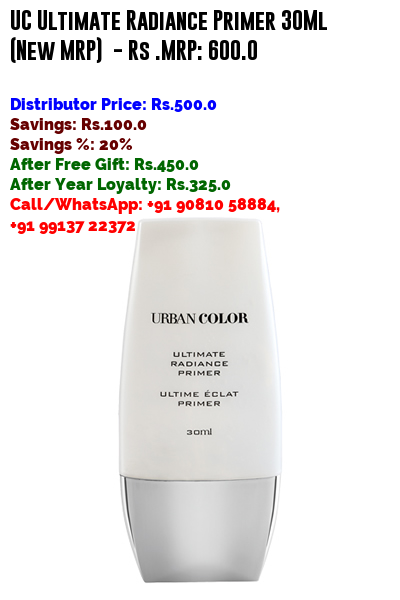 UC Ultimate Radiance Primer 30Ml
(New MRP) - Rs .MRP: 600.0
Distributor Price: Rs.500.0
Savings: Rs.100.0
Savings %: 20%
After Free Gift: Rs.450.0
After Year Loyalty: Rs.325.0
Call/WhatsApp: +91 90810 58884,
+91 99137 22372
URBAN COLOR
ULTIMATE
RADIANCE
PRIMER
ULTIME ÉCLAT
PRIMER
30ml